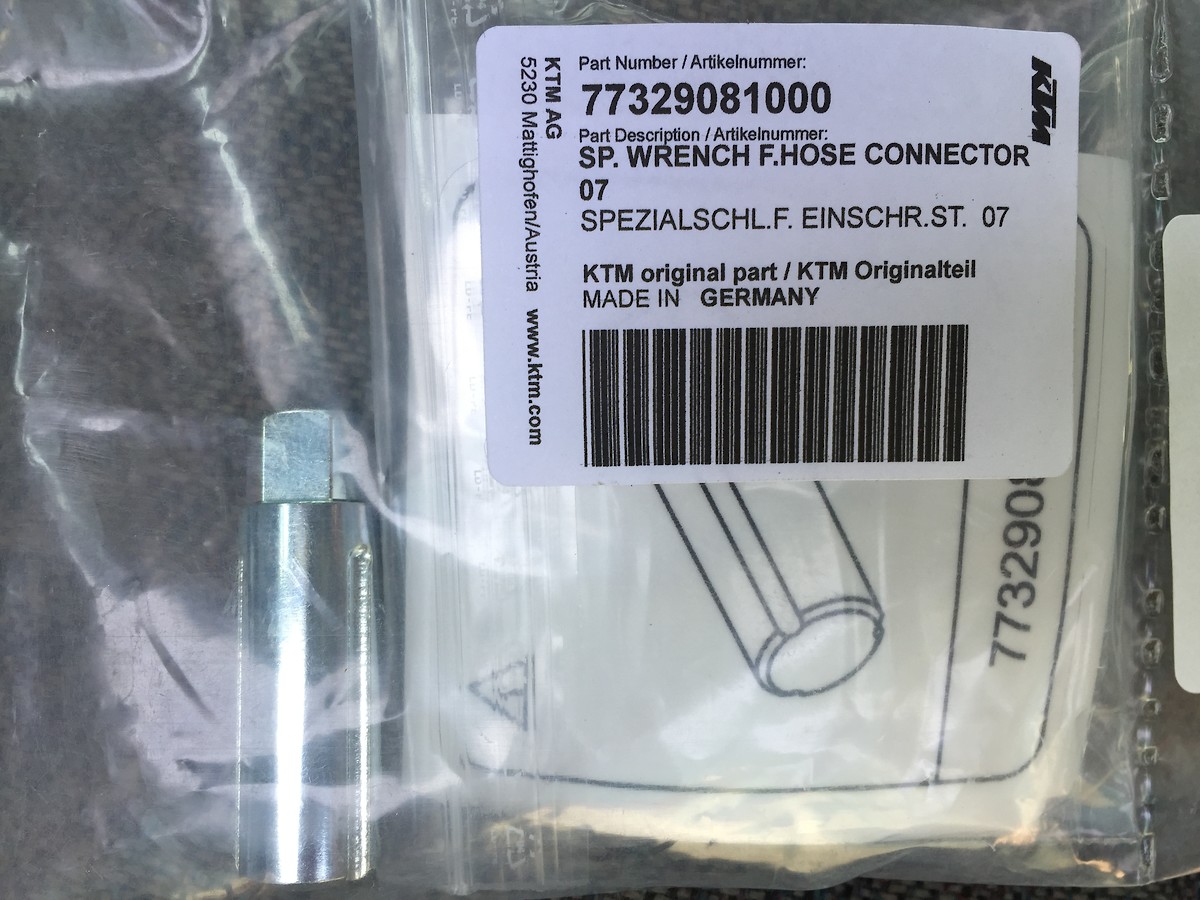 Part Number / Artikelnummer:
77329081000
Part Description / Artikelnummer:
SP. WRENCH F.HOSE CONNECTOR
07
SPEZIALSCHL.F. EINSCHR.ST. 07
KTM original part / KTM Originalteil
MADE IN GERMANY
KTM AG
5230 Mattighofen/Austria www.ktm.com
KTM
7732908